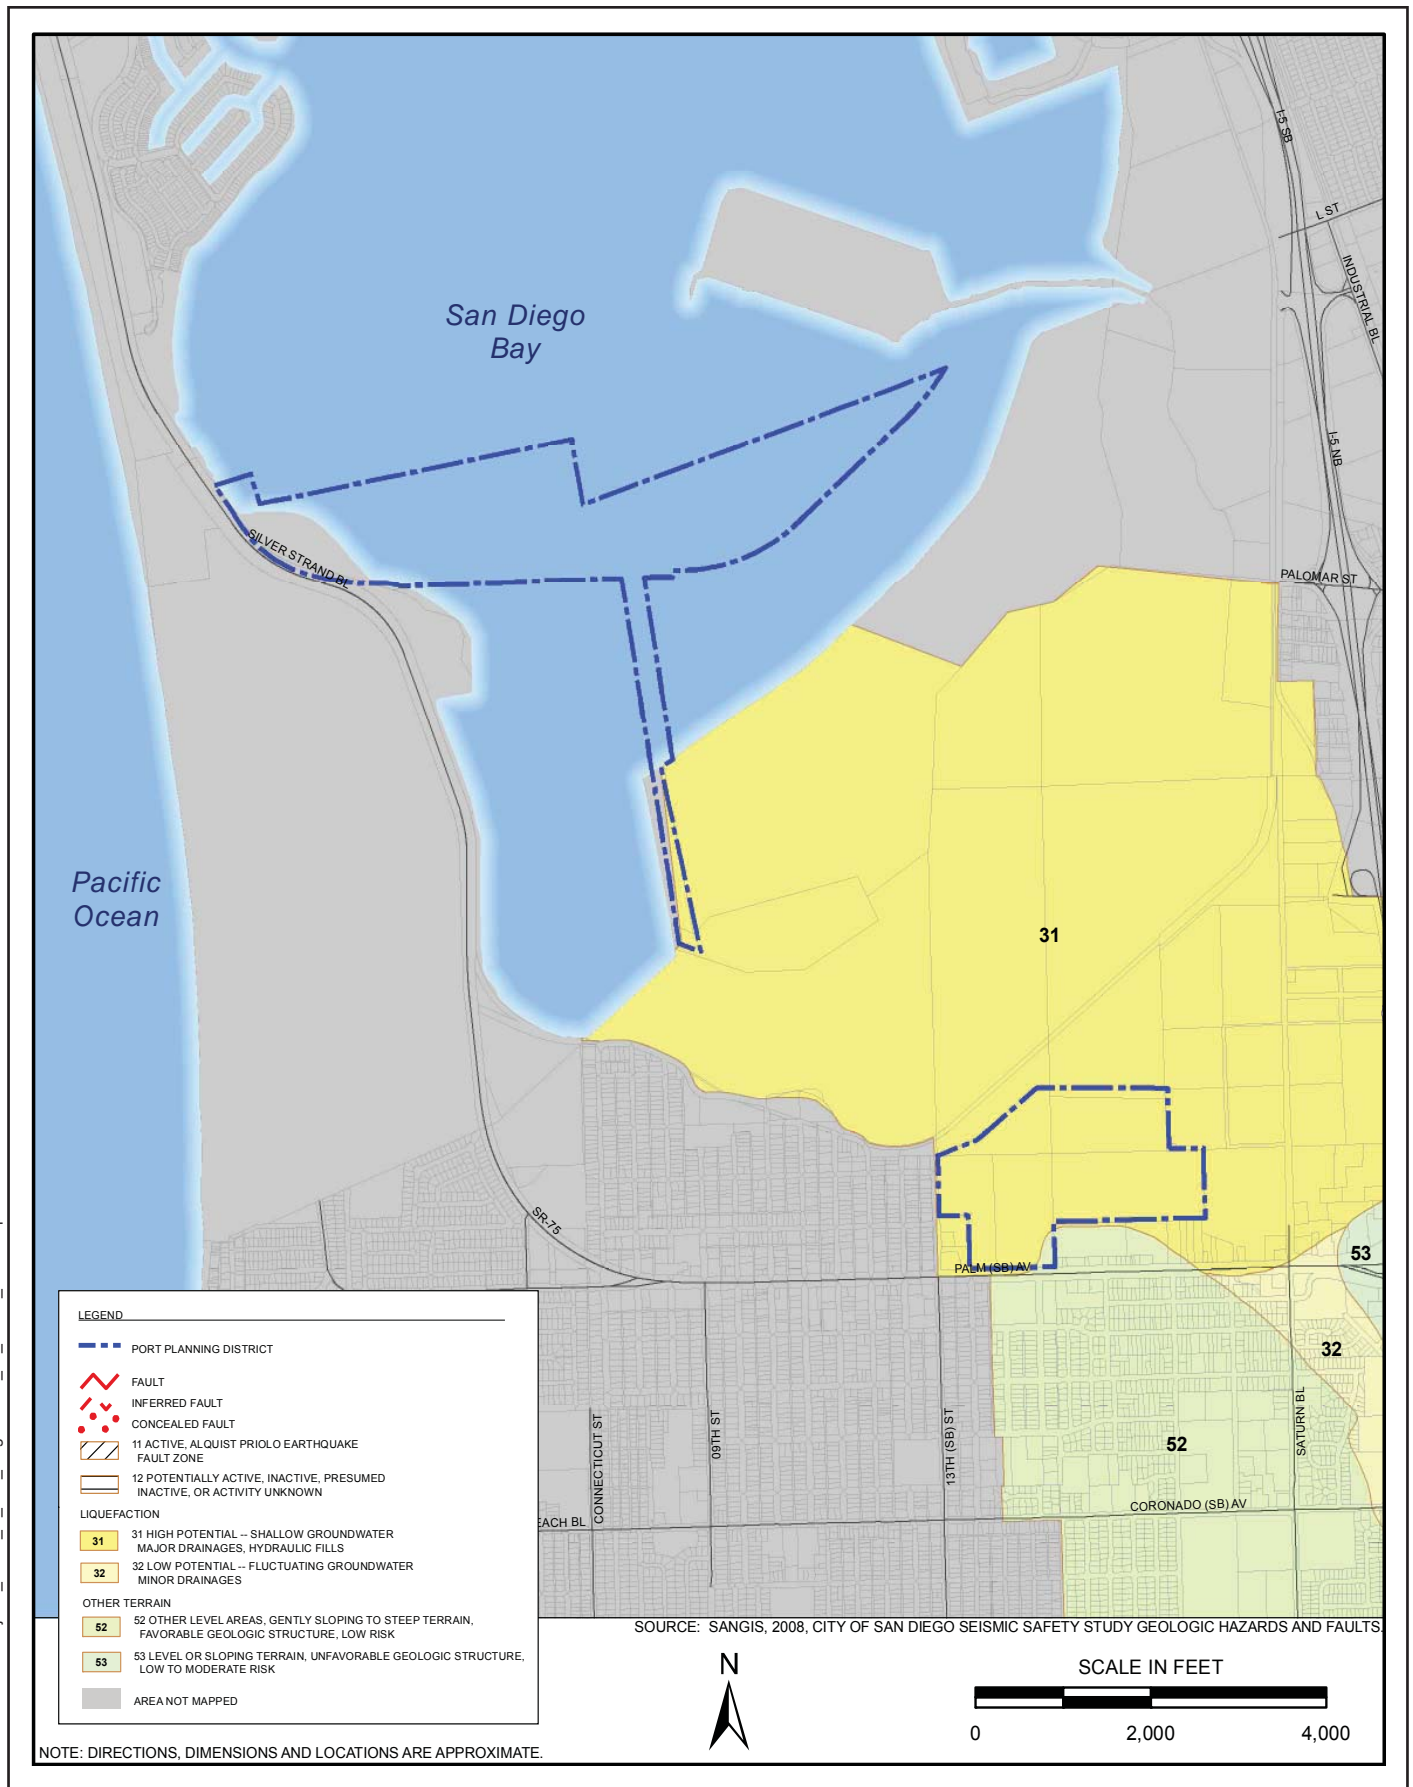 I-5 SB
L ST
INDUSTRIAL BL
San Diego
Bay
I-5 NB
SILVER STRAND BL
PALOMAR ST
Pacific
Ocean
31
SR-75
53
PALM (SB) AV
32
52
CONNECTICUT ST
09TH ST
13TH (SB) ST
SATURN BL
CORONADO (SB) AV
EACH BL
LEGEND
PORT PLANNING DISTRICT
FAULT
INFERRED FAULT
CONCEALED FAULT
11 ACTIVE, ALQUIST PRIOLO EARTHQUAKE
FAULT ZONE
12 POTENTIALLY ACTIVE, INACTIVE, PRESUMED
INACTIVE, OR ACTIVITY UNKNOWN
LIQUEFACTION
31 31 HIGH POTENTIAL -- SHALLOW GROUNDWATER
MAJOR DRAINAGES, HYDRAULIC FILLS
32 32 LOW POTENTIAL -- FLUCTUATING GROUNDWATER
MINOR DRAINAGES
OTHER TERRAIN
52 52 OTHER LEVEL AREAS, GENTLY SLOPING TO STEEP TERRAIN,
FAVORABLE GEOLOGIC STRUCTURE, LOW RISK
53 53 LEVEL OR SLOPING TERRAIN, UNFAVORABLE GEOLOGIC STRUCTURE,
LOW TO MODERATE RISK
AREA NOT MAPPED
SOURCE: SANGIS, 2008, CITY OF SAN DIEGO SEISMIC SAFETY STUDY GEOLOGIC HAZARDS AND FAULTS.
N
SCALE IN FEET
0 2,000 4,000
NOTE: DIRECTIONS, DIMENSIONS AND LOCATIONS ARE APPROXIMATE.